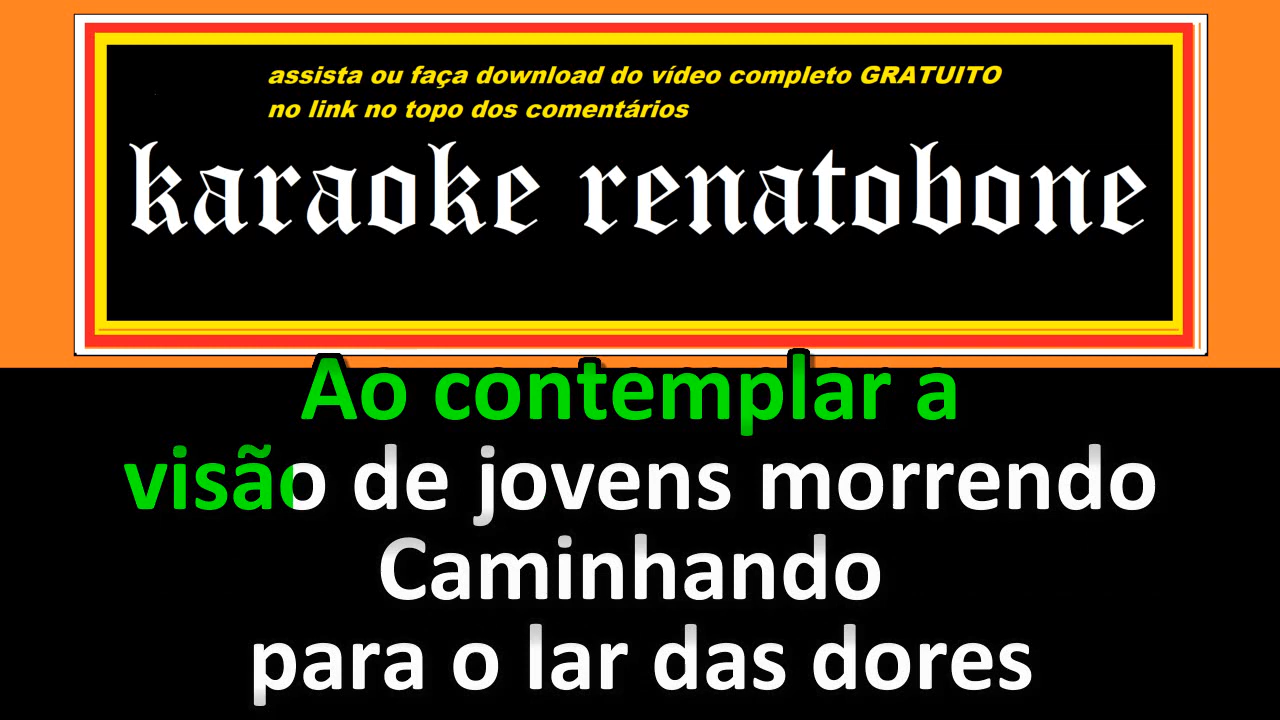 assista ou faça download do vídeo completo GRATUITO
no link no topo dos comentários
karaoke renatobone
Ao contemplar a
visão de jovens morrendo
Caminhando
para o lar das dores